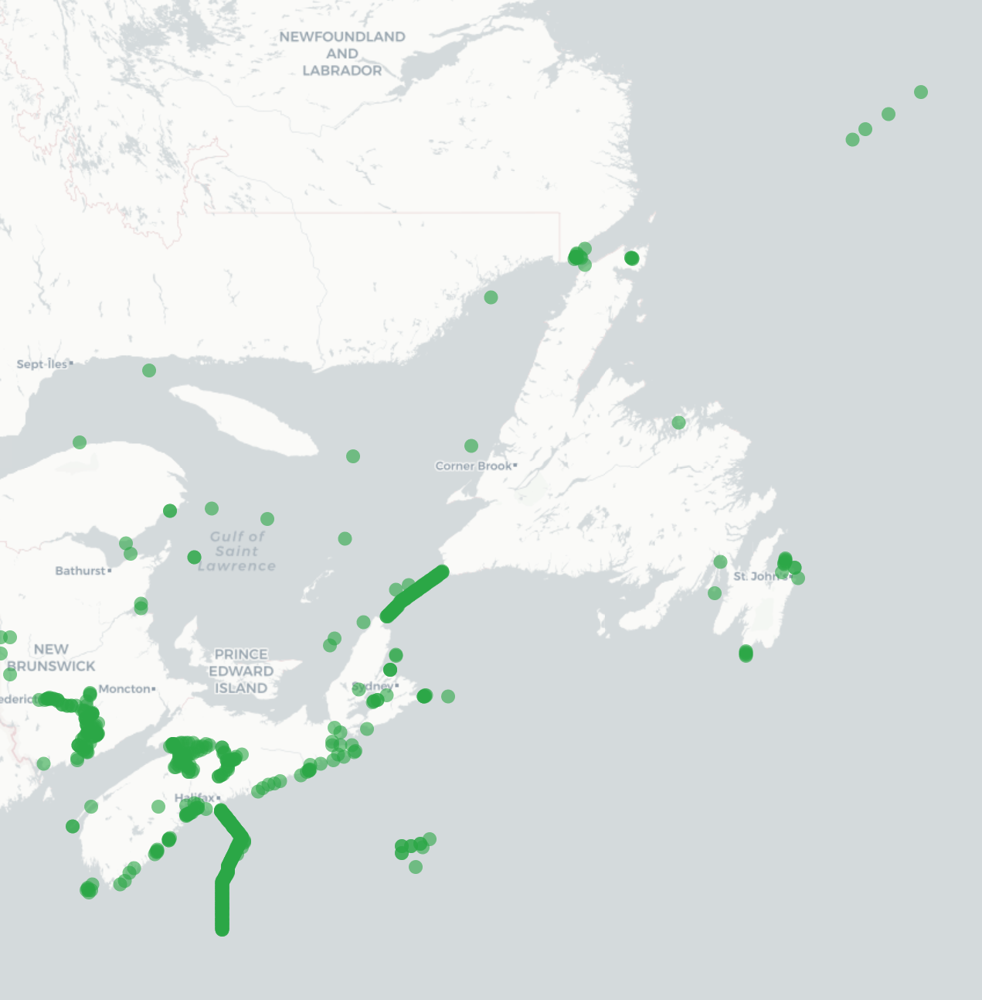 NEWFOUNDLAND
AND
LABRADOR
Sept-Îles
Corner Brook
Gulf of
Saint
Lawrence
Bathurst
St. John's
NEW
BRUNSWICK
PRINCE
EDWARD
ISLAND
Moncton
Sydney
ederic
Halifax